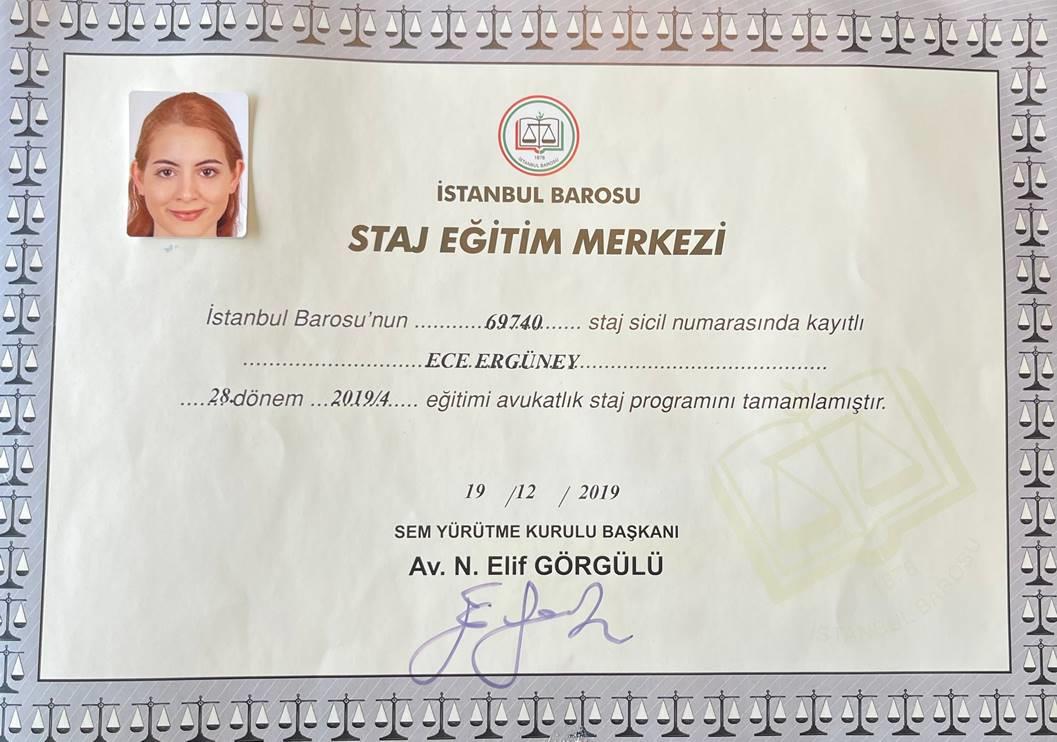 1878
İSTANBUL BAROSU
İSTANBUL BAROSU
STAJ EĞİTİM MERKEZİ
İstanbul Barosu'nun ...........69740...... staj sicil numarasında kayıtlı
............................ECE ERGÜNEY.......................................
....28.dönem ...2019/4..... eğitimi avukatlık staj programını tamamlamıştır.
19 /12 / 2019
SEM YÜRÜTME KURULU BAŞKANI
Av. N. Elif GÖRGÜLÜ
1878
İSTANBUL BAROSU